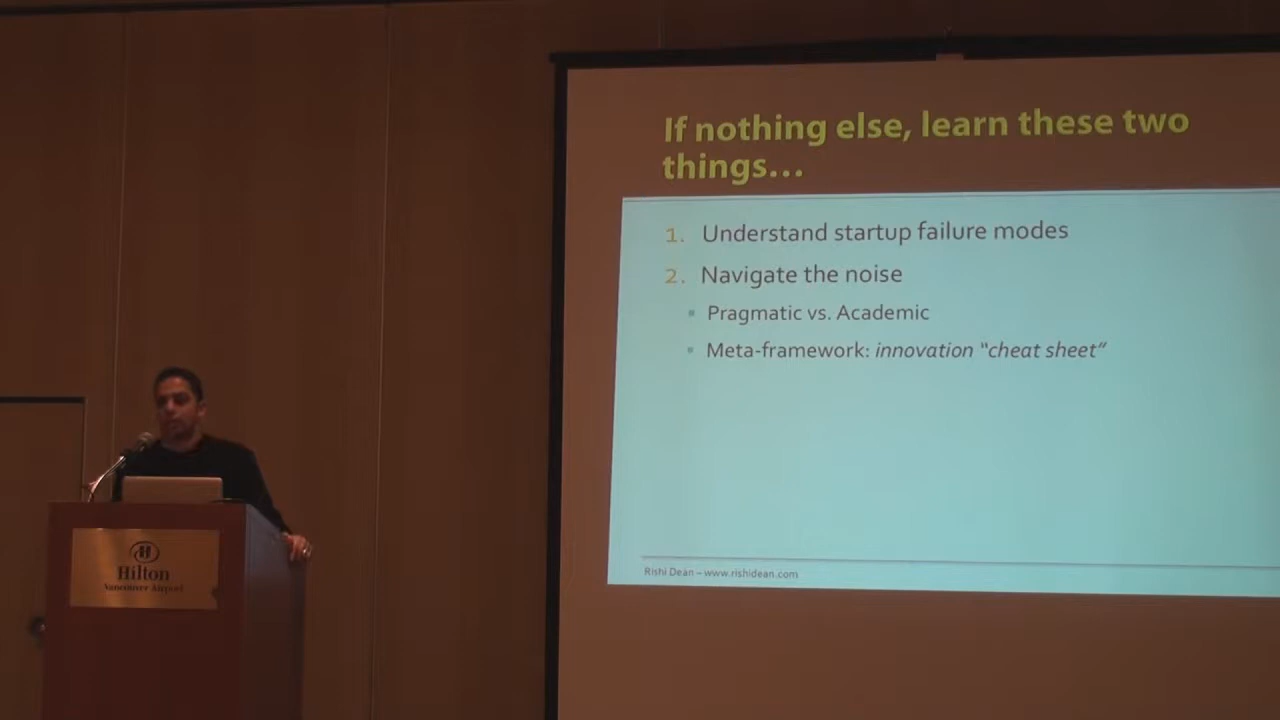 If nothing else, learn these two
things...
1. Understand startup failure modes
2. Navigate the noise
▪ Pragmatic vs. Academic
▪ Meta-framework: innovation “cheat sheet”
Rishi Dean – www.rishidean.com
H
Hilton
Vancouver Airport